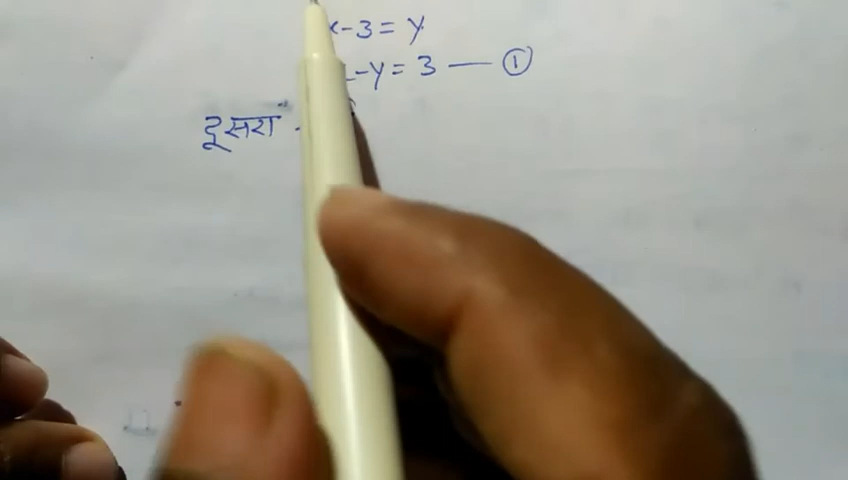 x-3 = y
-y = 3 — ①
दूसरा